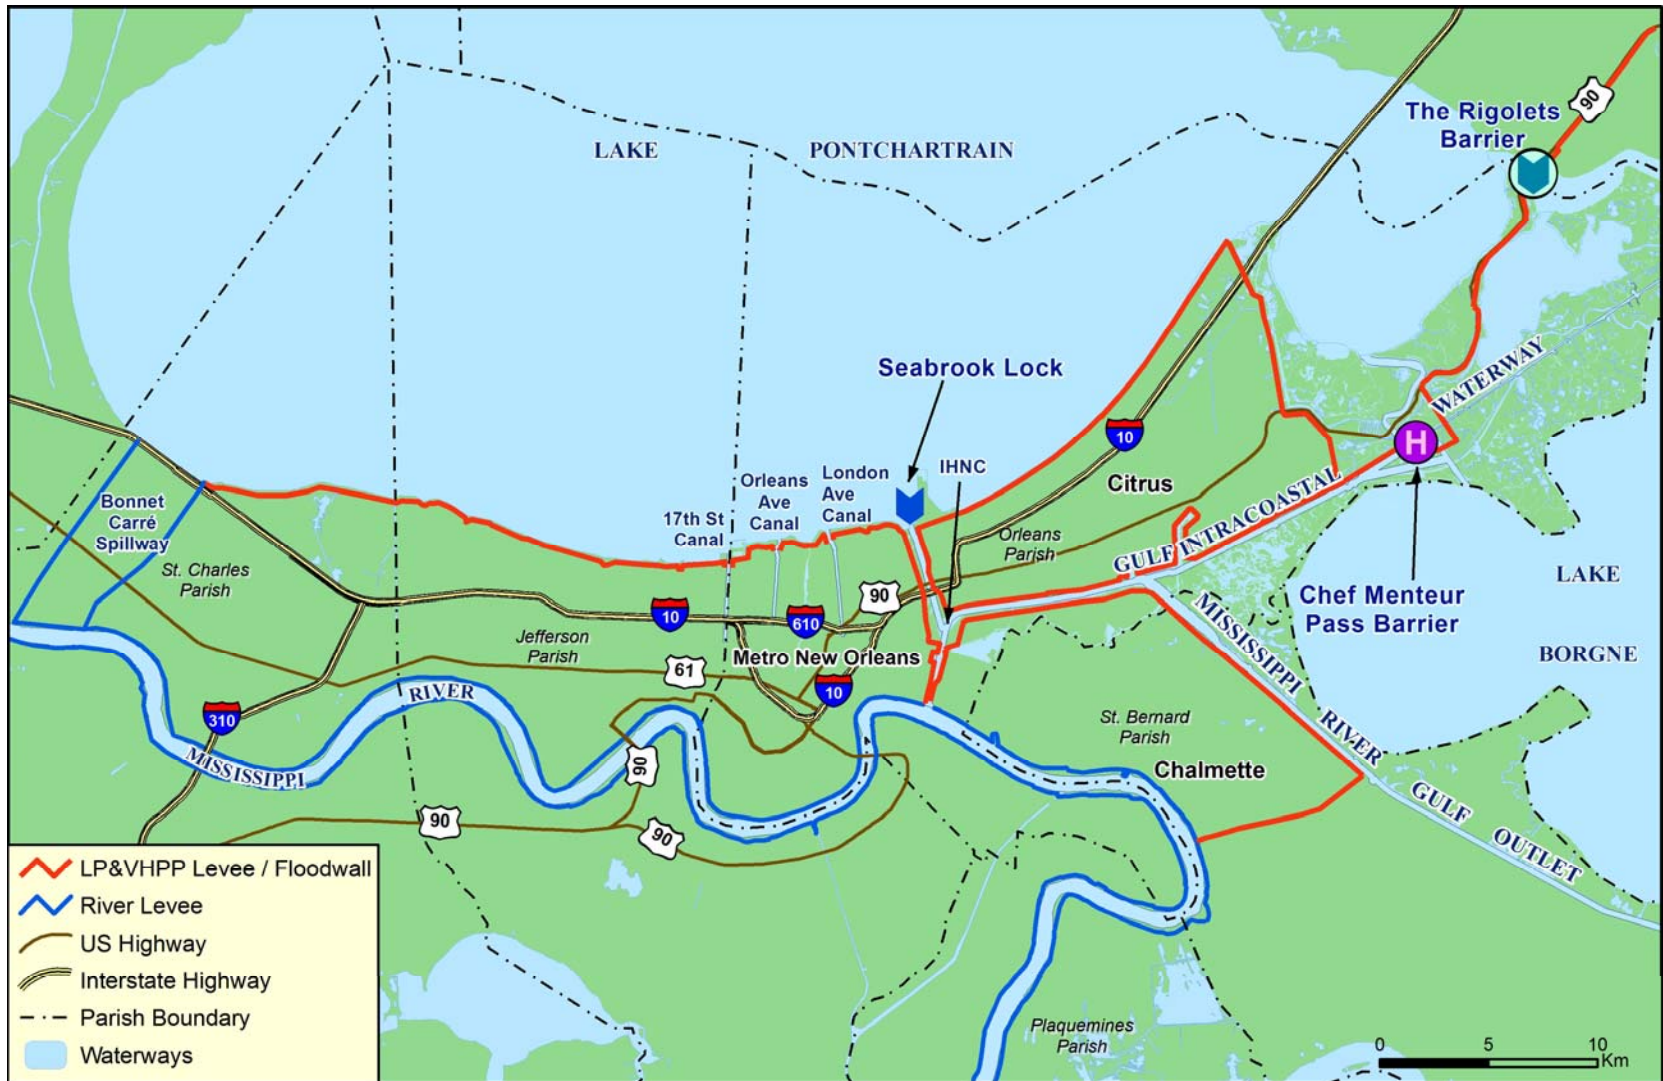 90
The Rigolets
Barrier
LAKE PONTCHARTRAIN
WATERWAY
Seabrook Lock
10
H
IHNC
Citrus
London
Ave
Canal
Orleans
Ave
Canal
17th St
Canal
Bonnet
Carré
Spillway
St. Charles
Parish
Orleans
Parish
GULF INTRACOASTAL
LAKE
BORGNE
Chef Menteur
Pass Barrier
90
10
610
Jefferson
Parish
Metro New Orleans
61
10
RIVER
310
MISSISSIPPI
90
90
90
MISSISSIPPI
RIVER
GULF
OUTLET
St. Bernard
Parish
Chalmette
Plaquemines
Parish
LP&VHPP Levee / Floodwall
River Levee
US Highway
Interstate Highway
Parish Boundary
Waterways
0 5 10
Km